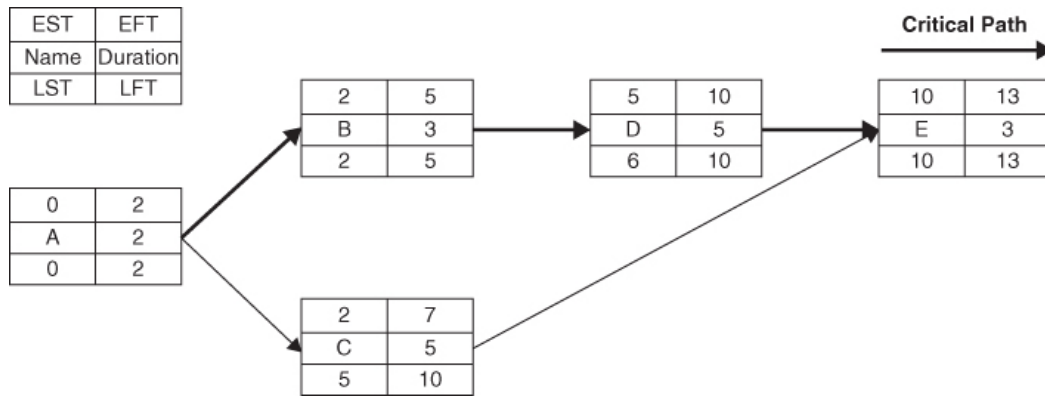 EST EFT
Name Duration
LST LFT
Critical Path
2 5
B 3
2 5
5 10
D 5
6 10
10 13
E 3
10 13
0 2
A 2
0 2
2 7
C 5
5 10